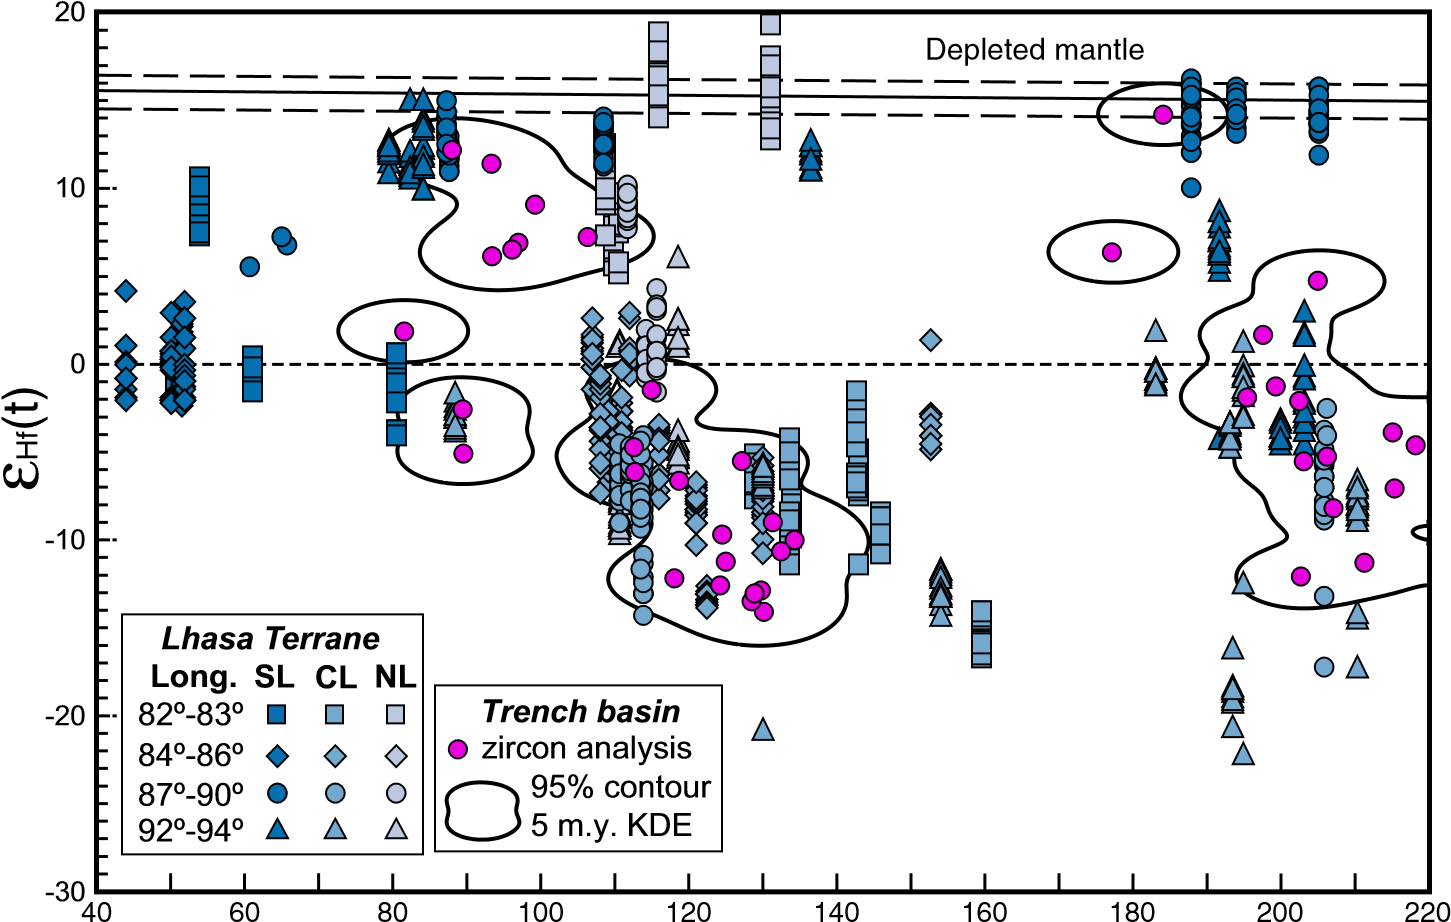 20
Depleted mantle
10
0
-10
-20
-30
εHf(t)
Lhasa Terrane
Long. SL CL NL
82º-83º
84º-86º
87º-90º
92º-94º
Trench basin
zircon analysis
95% contour
5 m.y. KDE
40 60 80 100 120 140 160 180 200 220